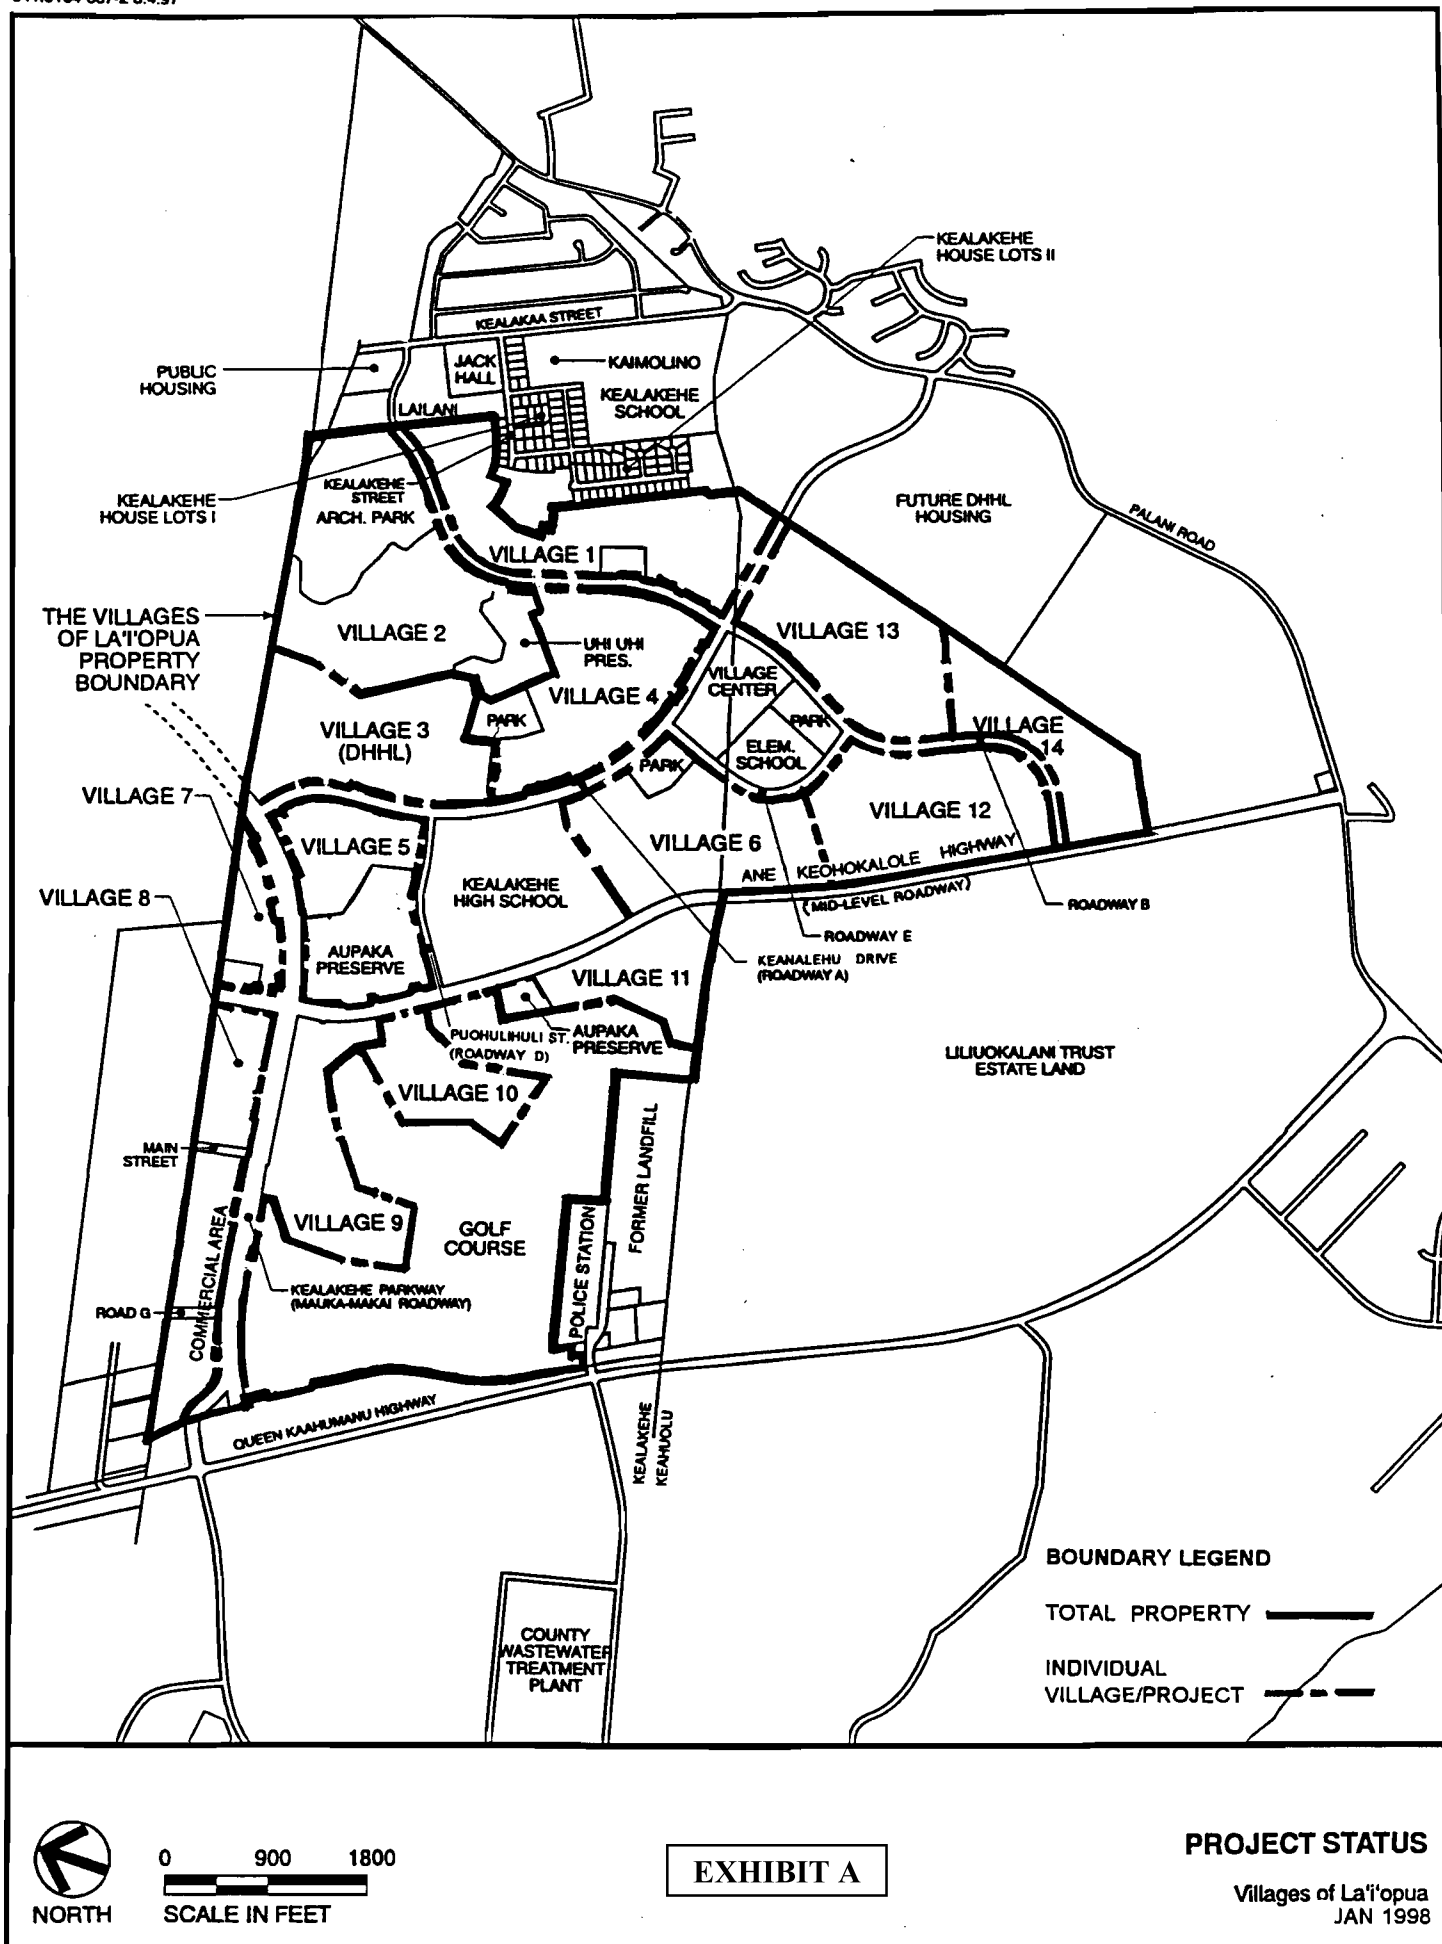 KEALAKEHE
HOUSE LOTS II
KEALAKAA STREET
PUBLIC
HOUSING
JACK
HALL
KAIMOLINO
KEALAKEHE
SCHOOL
LAILANI
KEALAKEHE
HOUSE LOTS I
KEALAKEHE
STREET
ARCH. PARK
FUTURE DHHL
HOUSING
PALANI ROAD
VILLAGE 1
THE VILLAGES
OF LA'I'OPUA
PROPERTY
BOUNDARY
VILLAGE 2
UHI UHI
PRES.
VILLAGE 13
VILLAGE
CENTER
VILLAGE 4
PARK
PARK
VILLAGE 3
(DHHL)
VILLAGE
14
ELEM.
SCHOOL
PARK
VILLAGE 7
VILLAGE 12
VILLAGE 5
VILLAGE 6
ANE KEOHOKALOLE HIGHWAY
(MID-LEVEL ROADWAY)
KEALAKEHE
HIGH SCHOOL
VILLAGE 8
ROADWAY B
ROADWAY E
AUPAKA
PRESERVE
KEANALEHU DRIVE
(ROADWAY A)
VILLAGE 11
PUOHULIHULI ST.
(ROADWAY D)
AUPAKA
PRESERVE
LILIUOKALANI TRUST
ESTATE LAND
VILLAGE 10
MAIN
STREET
FORMER LANDFILL
VILLAGE 9
GOLF
COURSE
POLICE STATION
COMMERCIAL AREA
KEALAKEHE PARKWAY
(MAUKA-MAKAI ROADWAY)
ROAD G
QUEEN KAAHUMANU HIGHWAY
KEALAKEHE
KEAHUOLU
BOUNDARY LEGEND
TOTAL PROPERTY
INDIVIDUAL
VILLAGE/PROJECT
COUNTY
WASTEWATER
TREATMENT
PLANT
NORTH
0 900 1800
SCALE IN FEET
EXHIBIT A
PROJECT STATUS
Villages of La'i'opua
JAN 1998